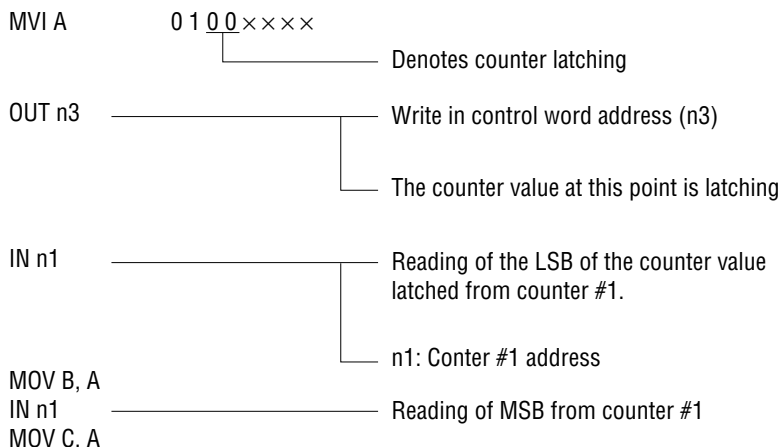 MVI A 0 1 0 0 × × × ×
Denotes counter latching
OUT n3 Write in control word address (n3)
The counter value at this point is latching
IN n1 Reading of the LSB of the counter value
latched from counter #1.
n1: Conter #1 address
MOV B, A
IN n1 Reading of MSB from counter #1
MOV C, A